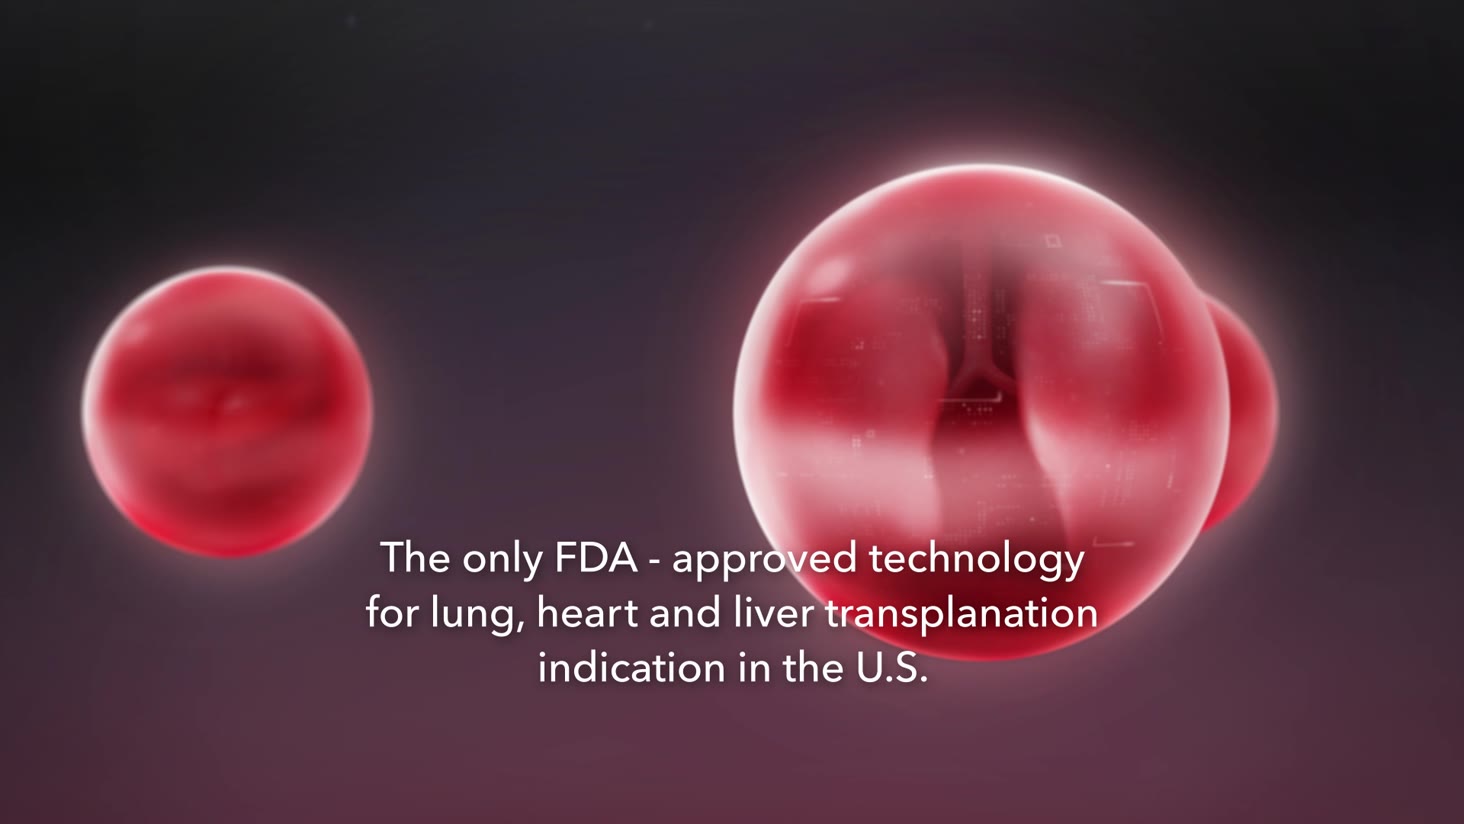 The only FDA - approved technology
for lung, heart and liver transplanation
indication in the U.S.